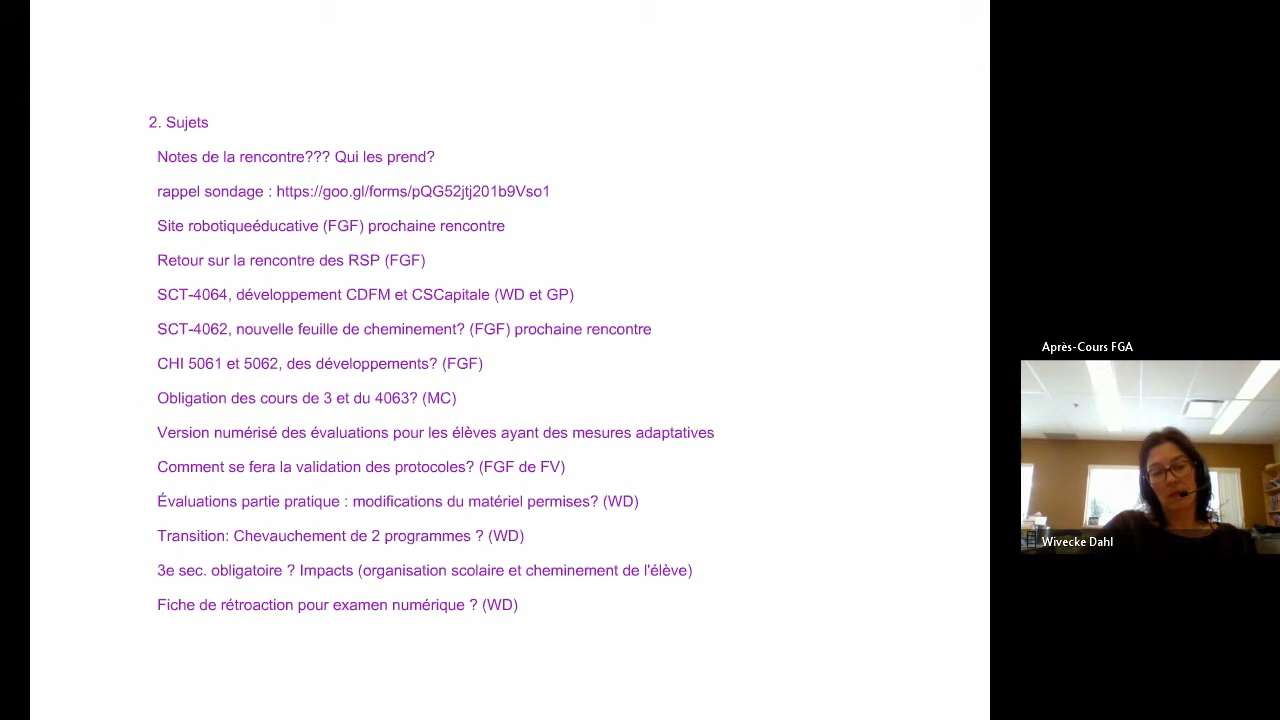 2. Sujets
Notes de la rencontre??? Qui les prend?
rappel sondage : https://goo.gl/forms/pQG52jtj201b9Vso1
Site robotiqueéducative (FGF) prochaine rencontre
Retour sur la rencontre des RSP (FGF)
SCT-4064, développement CDFM et CSCapitale (WD et GP)
SCT-4062, nouvelle feuille de cheminement? (FGF) prochaine rencontre
CHI 5061 et 5062, des développements? (FGF)
Obligation des cours de 3 et du 4063? (MC)
Version numérisé des évaluations pour les élèves ayant des mesures adaptatives
Comment se fera la validation des protocoles? (FGF de FV)
Évaluations partie pratique : modifications du matériel permises? (WD)
Transition: Chevauchement de 2 programmes ? (WD)
3e sec. obligatoire ? Impacts (organisation scolaire et cheminement de l'élève)
Fiche de rétroaction pour examen numérique ? (WD)
Après-Cours FGA
Wivecke Dahl